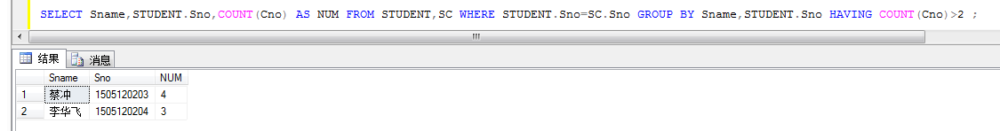 SELECT Sname,STUDENT.Sno,COUNT(Cno) AS NUM FROM STUDENT,SC WHERE STUDENT.Sno=SC.Sno GROUP BY Sname,STUDENT.Sno HAVING COUNT(Cno)>2 ;
结果 消息
Sname Sno NUM
1 蔡冲 1505120203 4
2 李华飞 1505120204 3